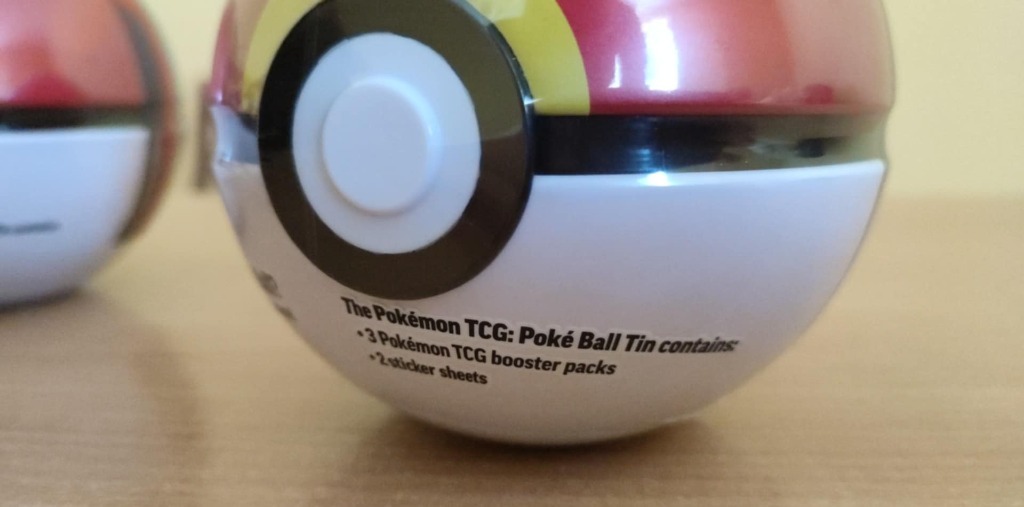 The Pokémon TCG: Poké Ball Tin contains:
• 3 Pokémon TCG booster packs
• 2 sticker sheets